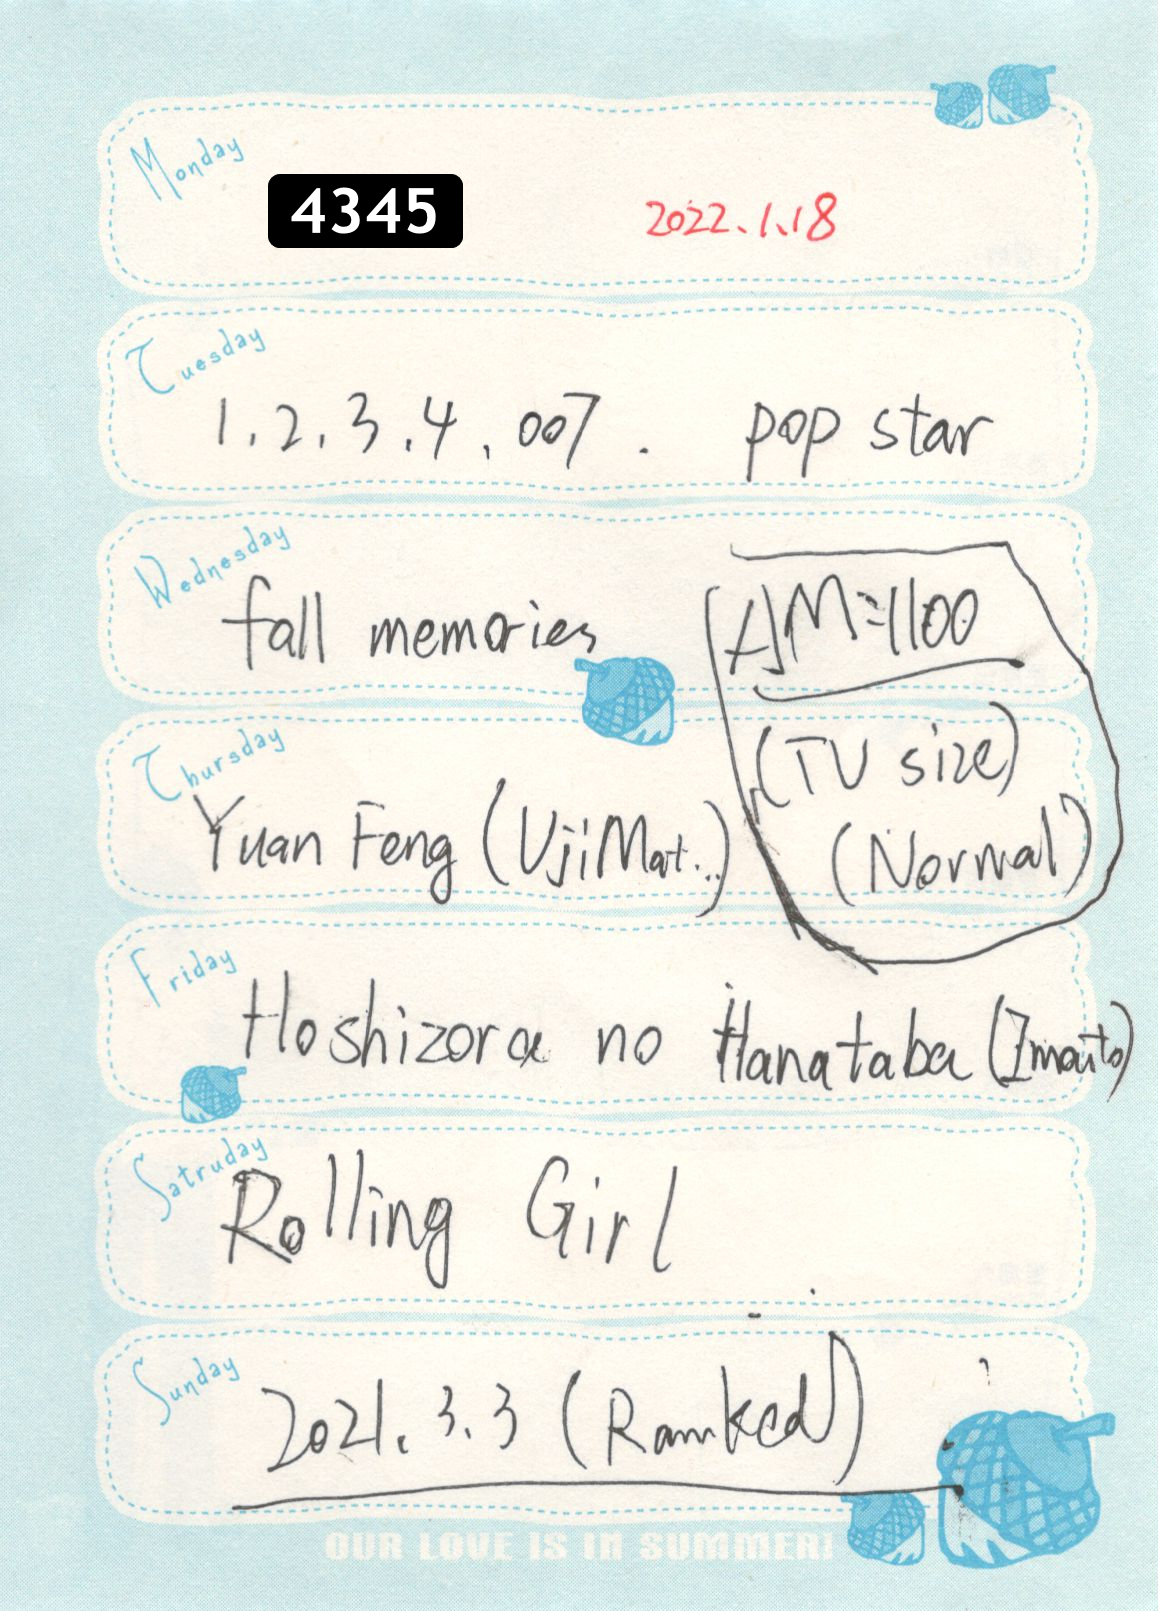 Monday
4345 2022.1.18
Tuesday
1.2.3.4.007. pop star
Wednesday
fall memories
=1100
Thursday
(TV size)
Yuan Feng (UjiMat..) (Normal)
Friday
Hoshizora no Hanataba (Imaito)
Satruday
Rolling Girl
Sunday
2021.3.3 (Ranked)
OUR LOVE IS IN SUMMER!